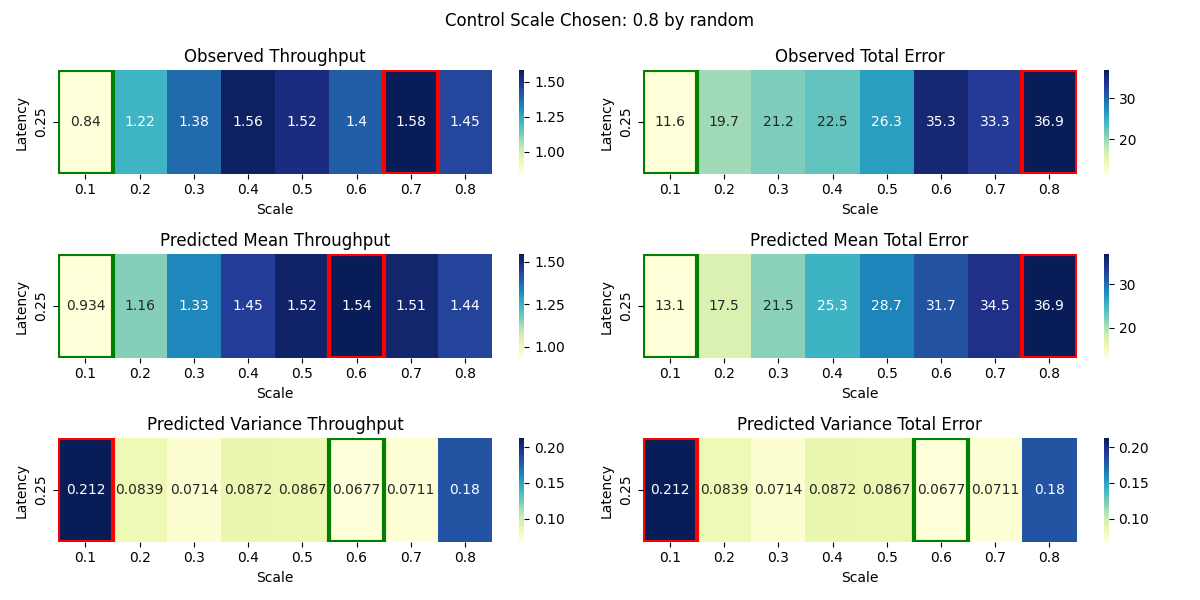 Control Scale Chosen: 0.8 by random
Observed Throughput
Latency
0.25
0.84 1.22 1.38 1.56 1.52 1.4 1.58 1.45
0.1 0.2 0.3 0.4 0.5 0.6 0.7 0.8
Scale
1.50
1.25
1.00
Observed Total Error
Latency
0.25
11.6 19.7 21.2 22.5 26.3 35.3 33.3 36.9
0.1 0.2 0.3 0.4 0.5 0.6 0.7 0.8
Scale
30
20
Predicted Mean Throughput
Latency
0.25
0.934 1.16 1.33 1.45 1.52 1.54 1.51 1.44
0.1 0.2 0.3 0.4 0.5 0.6 0.7 0.8
Scale
1.50
1.25
1.00
Predicted Mean Total Error
Latency
0.25
13.1 17.5 21.5 25.3 28.7 31.7 34.5 36.9
0.1 0.2 0.3 0.4 0.5 0.6 0.7 0.8
Scale
30
20
Predicted Variance Throughput
Latency
0.25
0.212 0.0839 0.0714 0.0872 0.0867 0.0677 0.0711 0.18
0.1 0.2 0.3 0.4 0.5 0.6 0.7 0.8
Scale
0.20
0.15
0.10
Predicted Variance Total Error
Latency
0.25
0.212 0.0839 0.0714 0.0872 0.0867 0.0677 0.0711 0.18
0.1 0.2 0.3 0.4 0.5 0.6 0.7 0.8
Scale
0.20
0.15
0.10